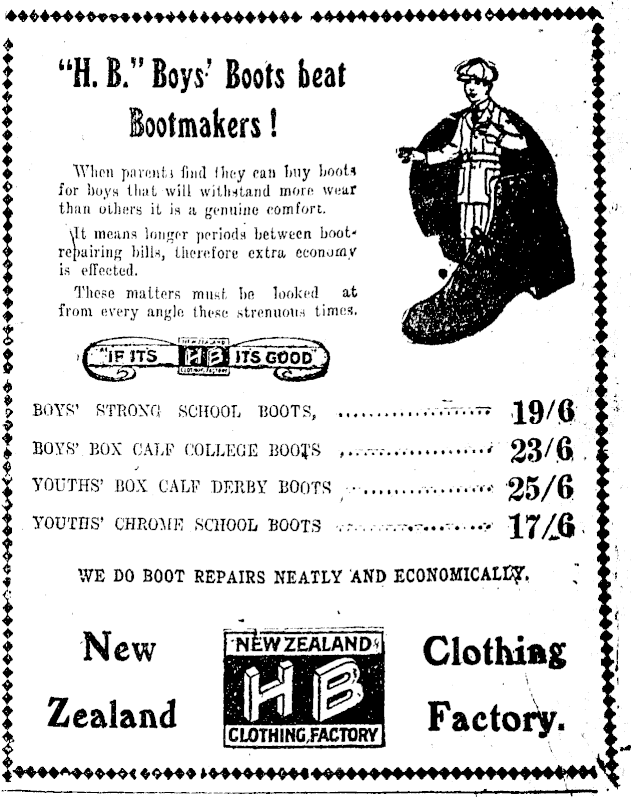 "H. B." Boys' Boots beat
Bootmakers!
When parents find they can buy boots
for boys that will withstand more wear
than others it is a genuine comfort.
It means longer periods between boot-
repairing bills, therefore extra economy
is effected.
These matters must be looked at
from every angle these strenuous times.
"IF IT'S NEW ZEALAND HB CLOTHING FACTORY ITS GOOD"
BOYS' STRONG SCHOOL BOOTS, .................. 19/6
BOYS' BOX CALF COLLEGE BOOTS .................. 23/6
YOUTHS' BOX CALF DERBY BOOTS .................. 25/6
YOUTHS' CHROME SCHOOL BOOTS .................. 17/6
WE DO BOOT REPAIRS NEATLY AND ECONOMICALLY.
New Zealand
NEW ZEALAND
HB
CLOTHING FACTORY
Clothing Factory.